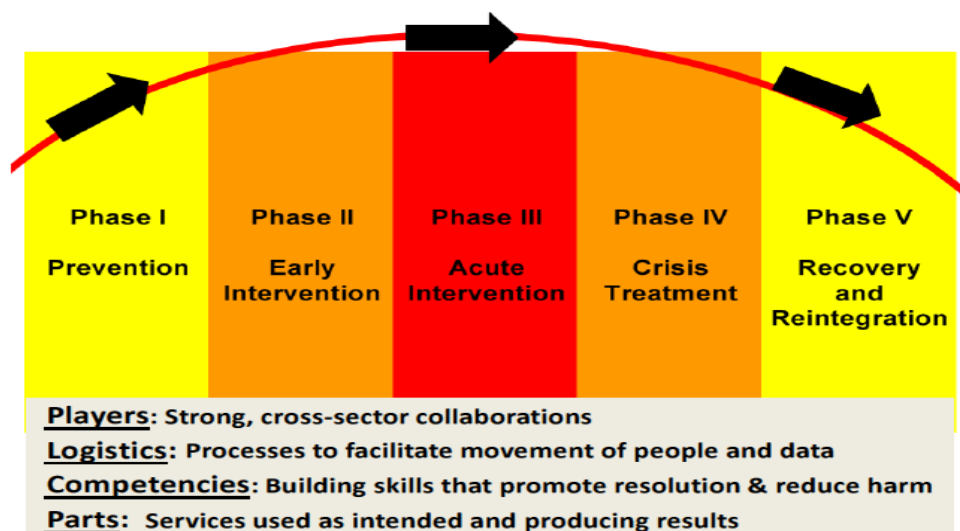 Phase I
Prevention
Phase II
Early
Intervention
Phase III
Acute
Intervention
Phase IV
Crisis
Treatment
Phase V
Recovery
and
Reintegration
Players: Strong, cross-sector collaborations
Logistics: Processes to facilitate movement of people and data
Competencies: Building skills that promote resolution & reduce harm
Parts: Services used as intended and producing results